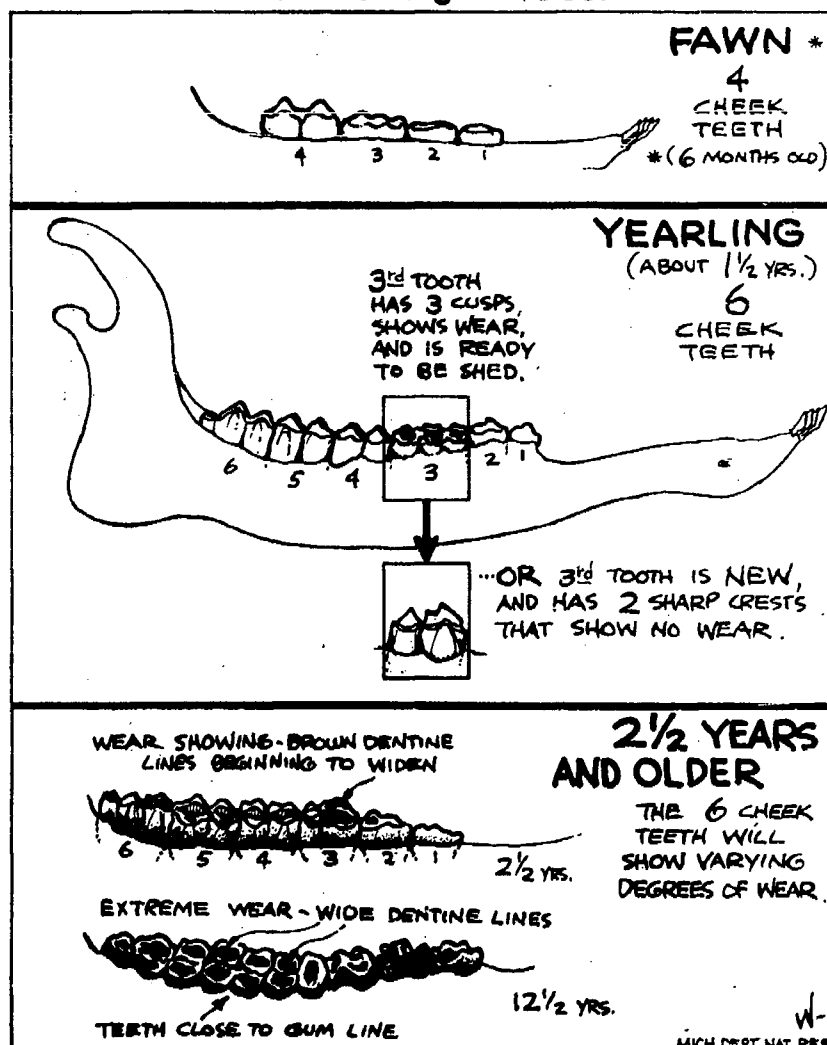 FAWN *
4
CHEEK
TEETH
*(6 MONTHS OLD)
4 3 2 1
YEARLING
(ABOUT 1½ YRS.)
6
CHEEK
TEETH
3rd TOOTH
HAS 3 CUSPS,
SHOWS WEAR,
AND IS READY
TO BE SHED.
6 5 4 3 2 1
...OR 3rd TOOTH IS NEW,
AND HAS 2 SHARP CRESTS
THAT SHOW NO WEAR.
2½ YEARS
AND OLDER
THE 6 CHEEK
TEETH WILL
SHOW VARYING
DEGREES OF WEAR.
WEAR SHOWING-BROWN DENTINE
LINES BEGINNING TO WIDEN
6 5 4 3 2 1
2½ YRS.
EXTREME WEAR - WIDE DENTINE LINES
12½ YRS.
TEETH CLOSE TO GUM LINE
W-
MICH DEPT. NAT. RES